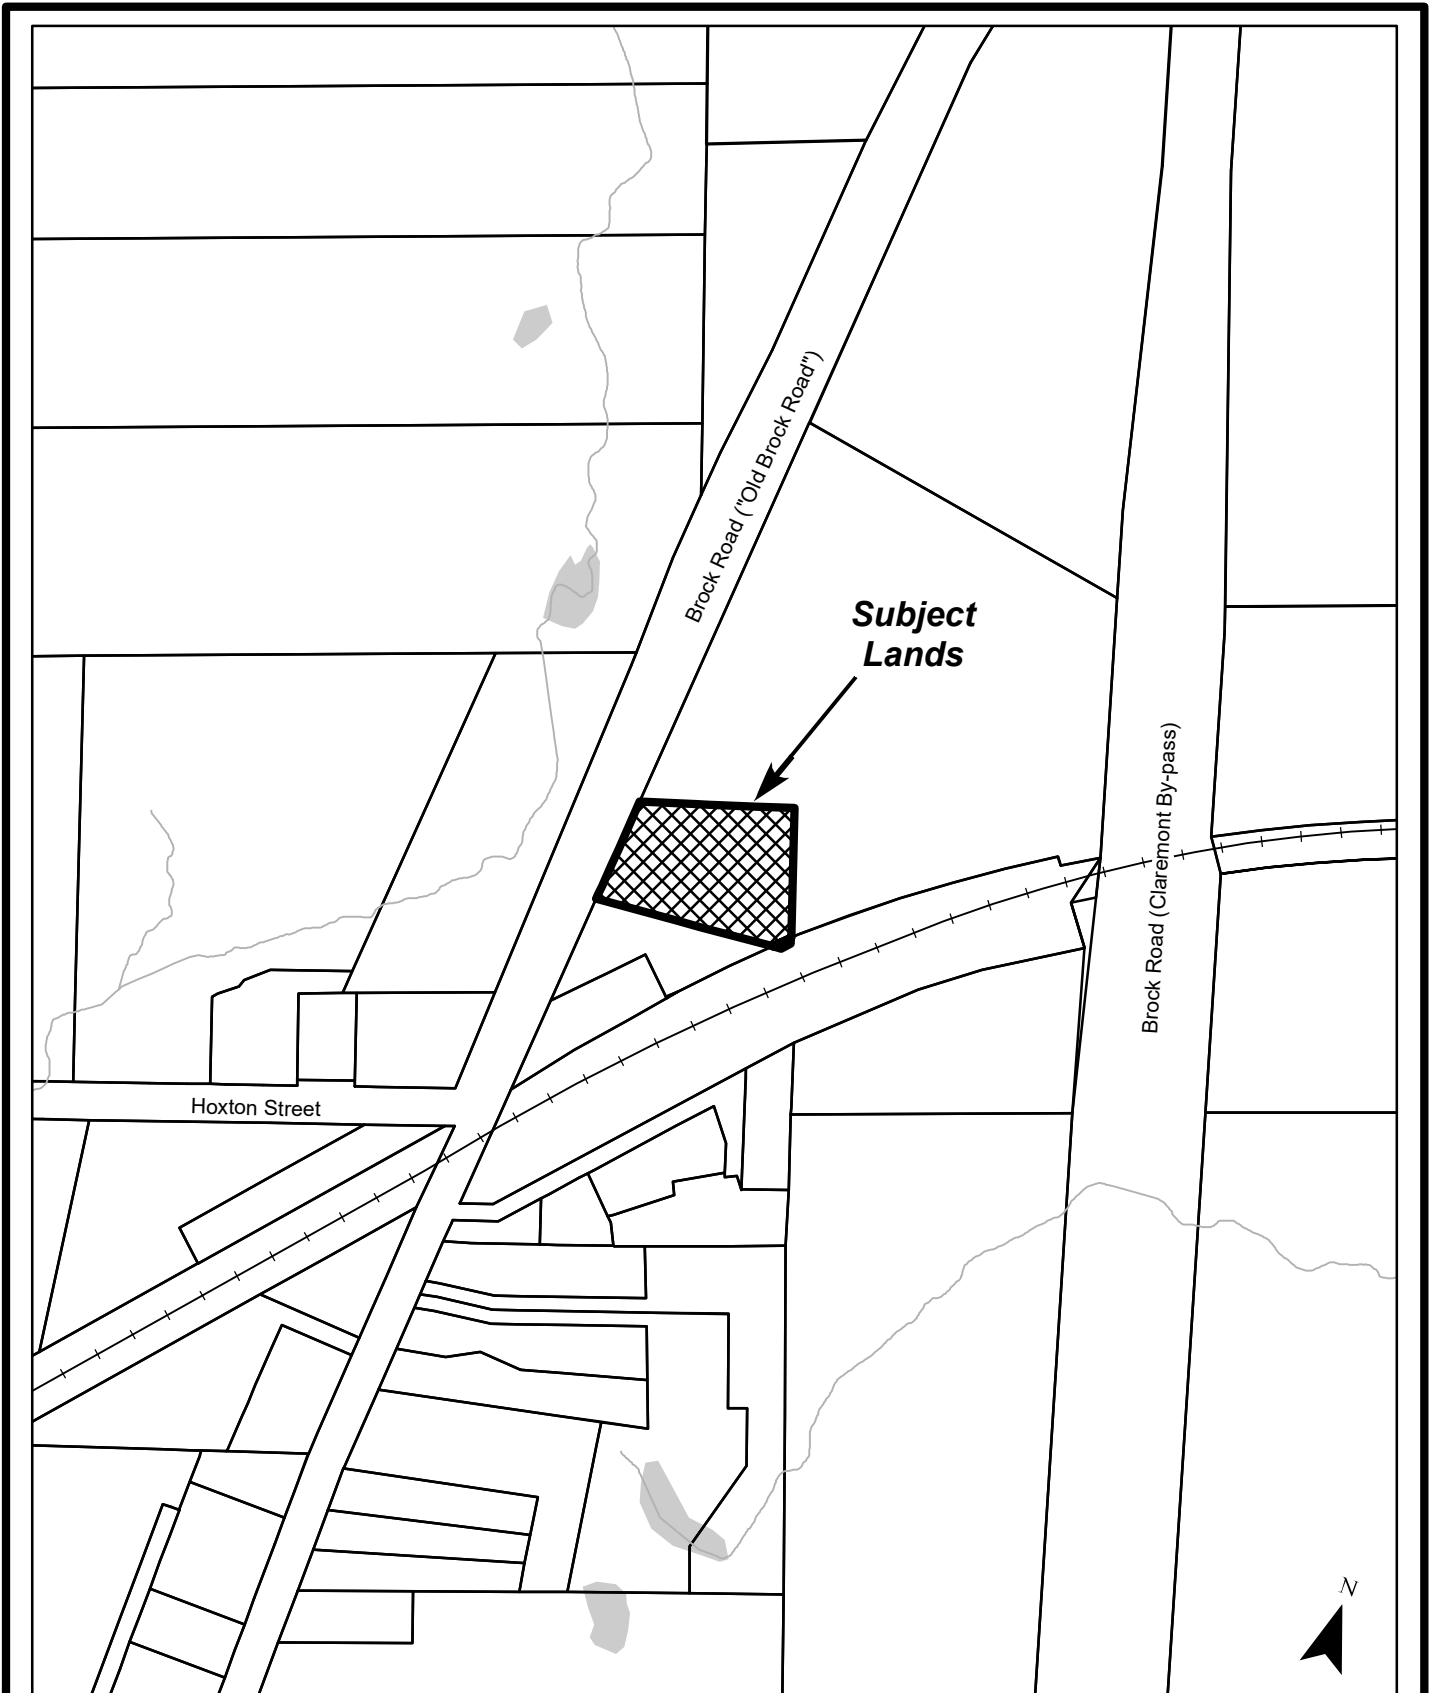 Brock Road ("Old Brock Road")
Subject
Lands
Brock Road (Claremont By-pass)
Hoxton Street
N